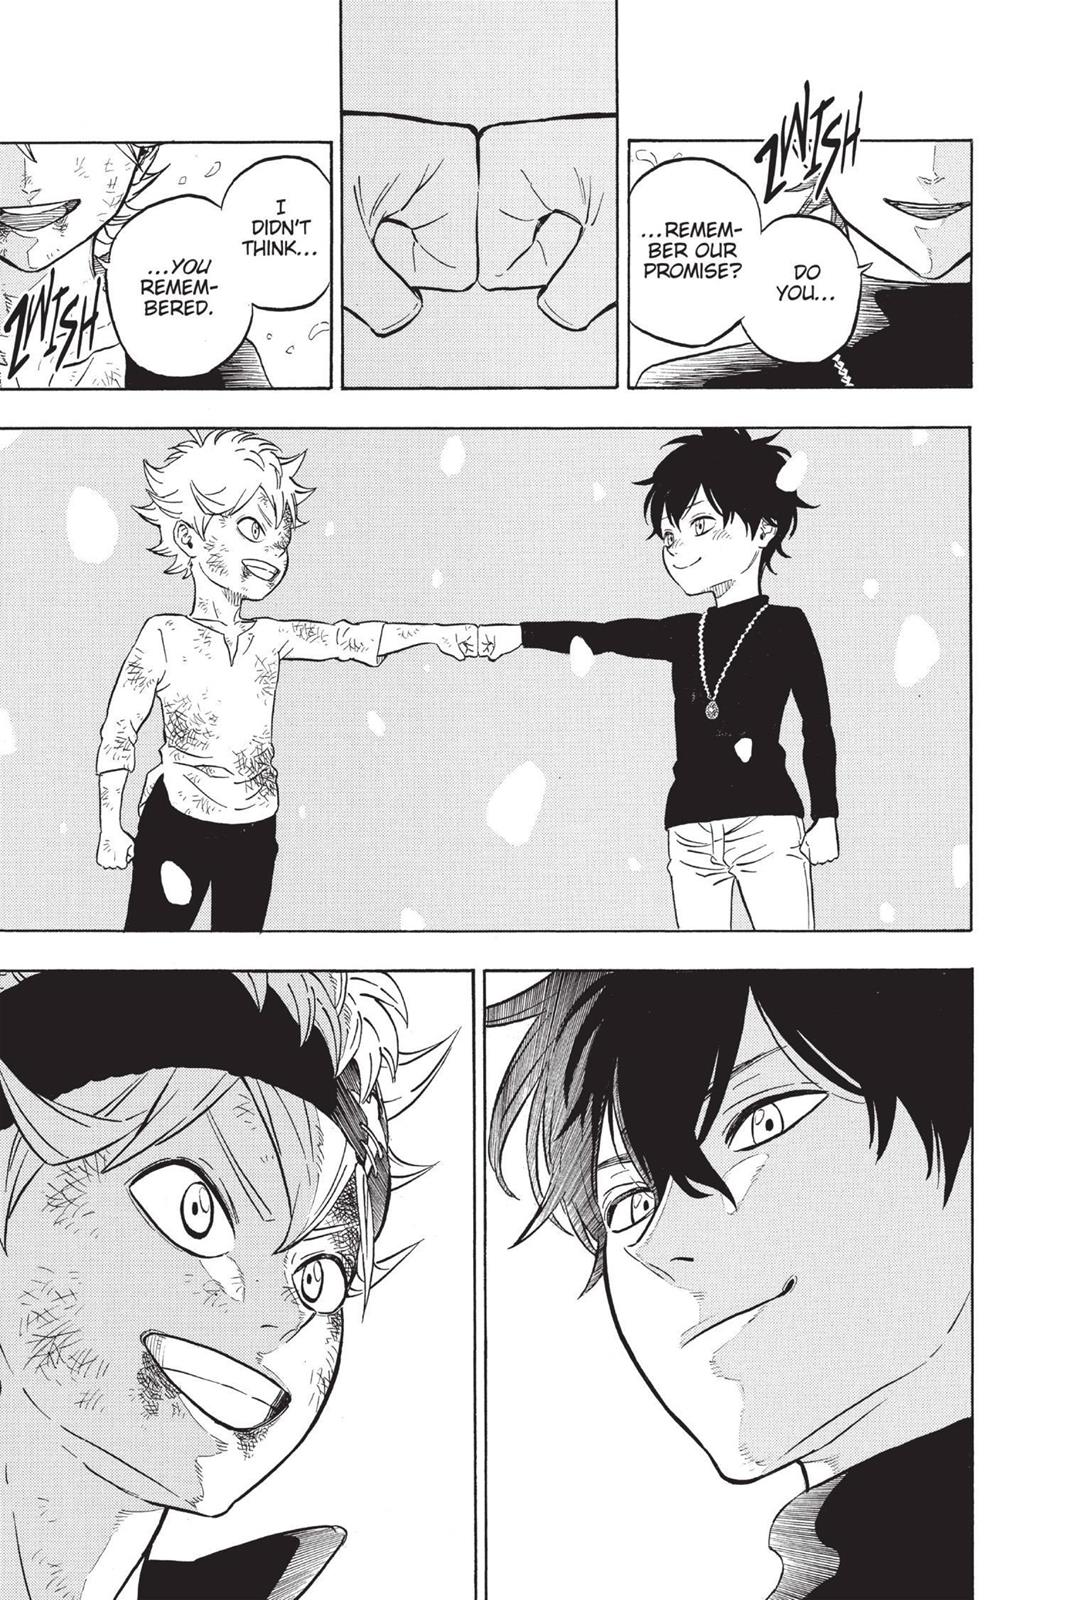 ZWISH
DO
YOU...
...REMEM-
BER OUR
PROMISE?
I
DIDN'T
THINK...
...YOU
REMEM-
BERED.
ZWISH